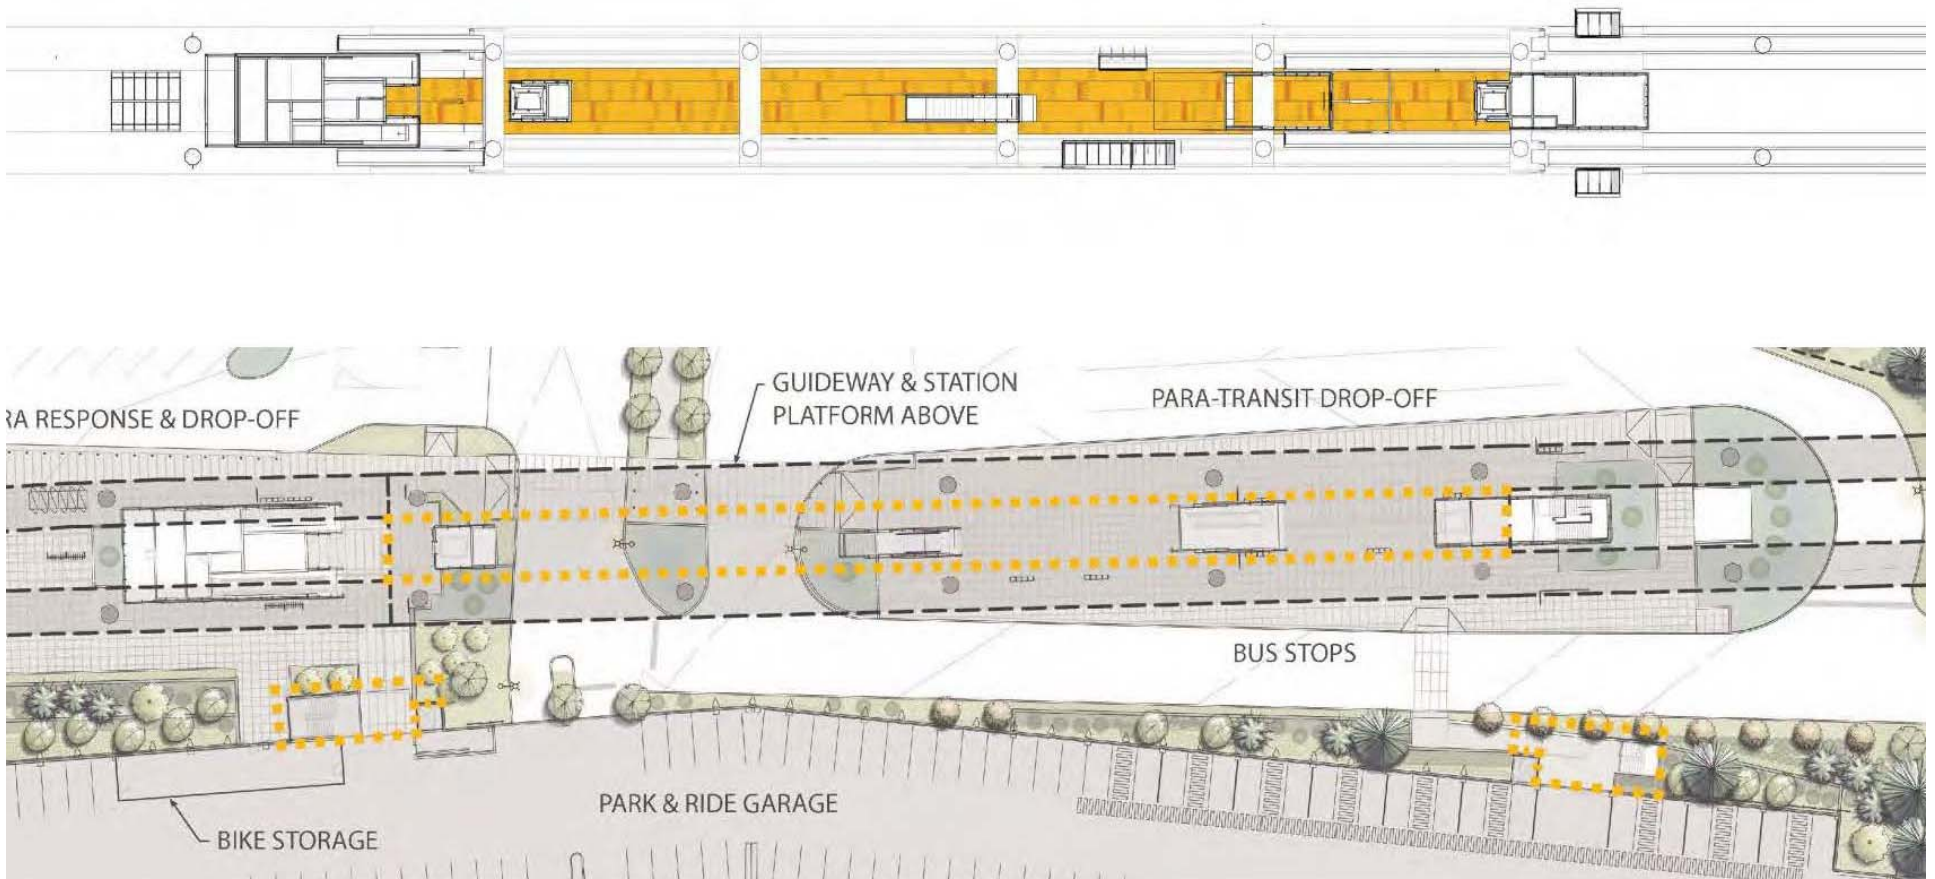 GUIDEWAY & STATION
PLATFORM ABOVE
PARA-TRANSIT DROP-OFF
RA RESPONSE & DROP-OFF
BUS STOPS
PARK & RIDE GARAGE
BIKE STORAGE